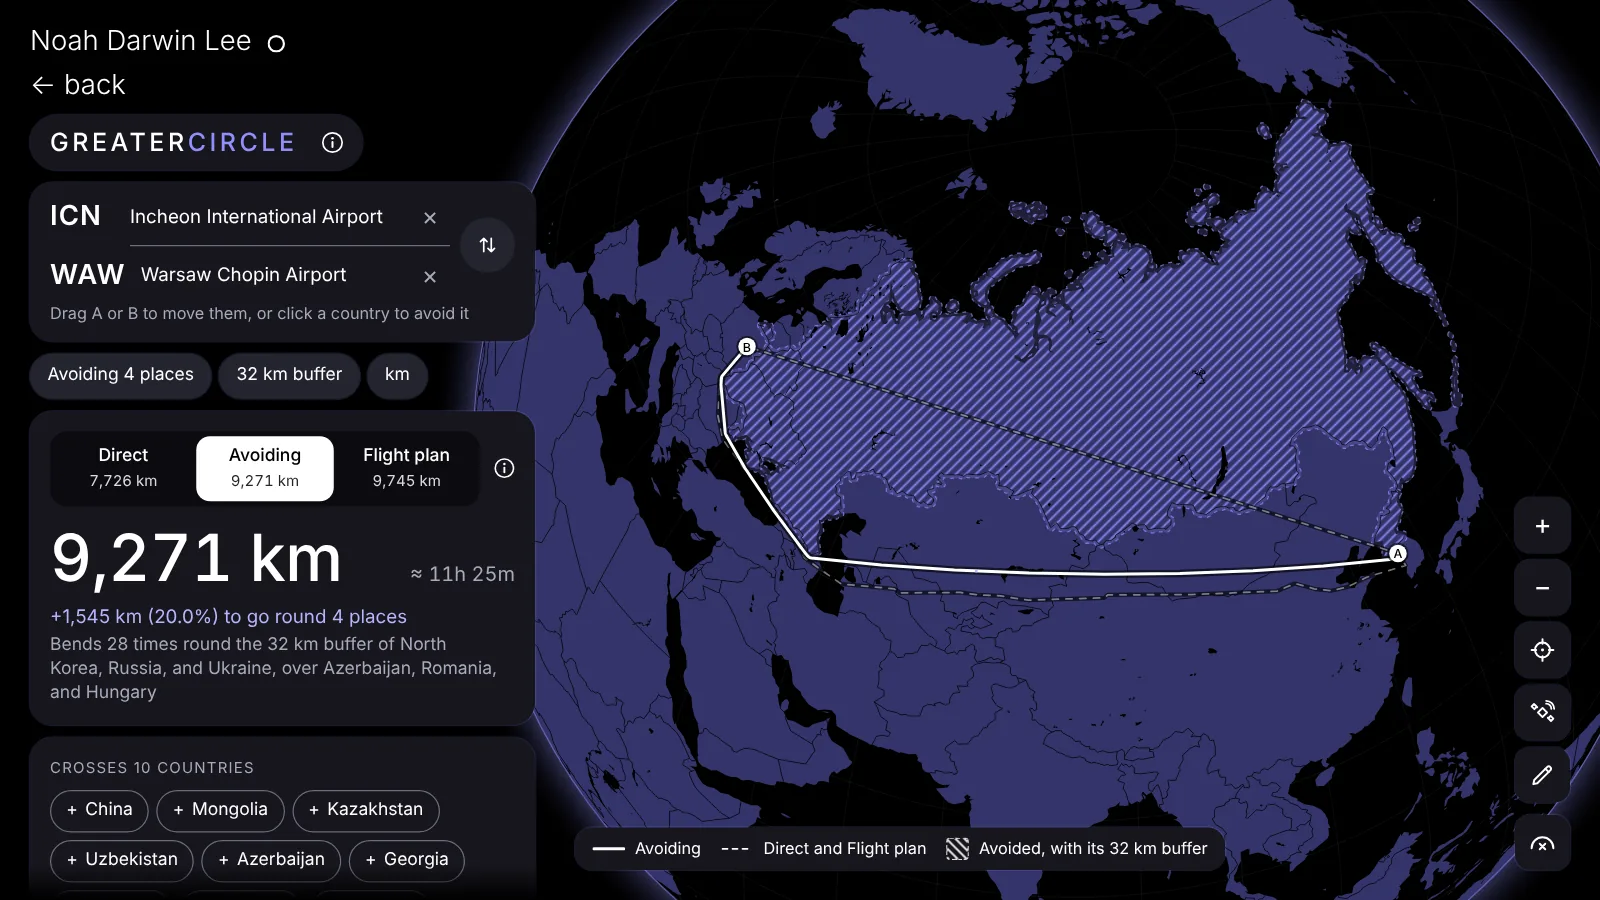 Noah Darwin Lee
← back
GREATERCIRCLE
ICN Incheon International Airport
WAW Warsaw Chopin Airport
Drag A or B to move them, or click a country to avoid it
Avoiding 4 places 32 km buffer km
Direct Avoiding Flight plan
7,726 km 9,271 km 9,745 km
9,271 km ≈ 11h 25m
+1,545 km (20.0%) to go round 4 places
Bends 28 times round the 32 km buffer of North
Korea, Russia, and Ukraine, over Azerbaijan, Romania,
and Hungary
CROSSES 10 COUNTRIES
+ China + Mongolia + Kazakhstan
+ Uzbekistan + Azerbaijan + Georgia
B
A
Avoiding Direct and Flight plan Avoided, with its 32 km buffer